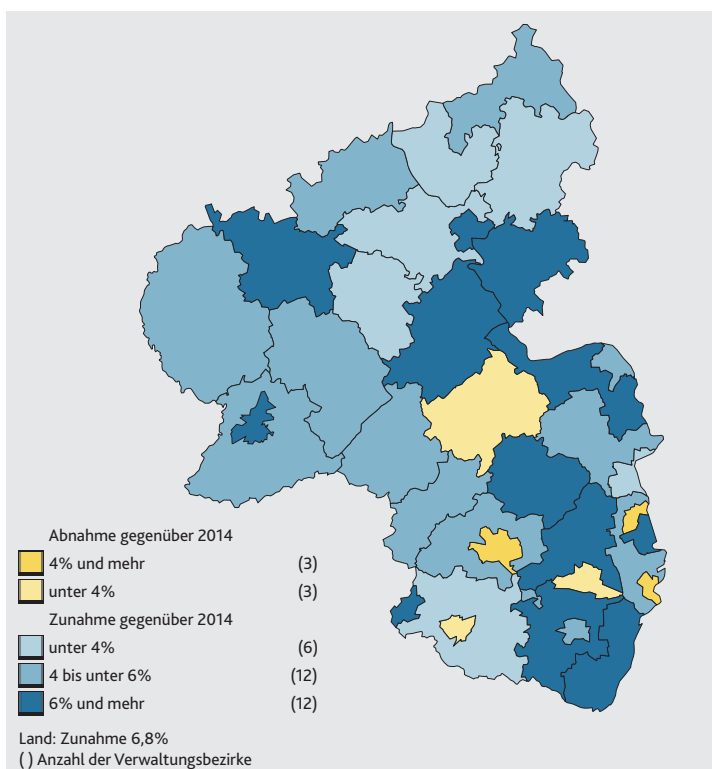 Abnahme gegenüber 2014
4% und mehr (3)
unter 4% (3)
Zunahme gegenüber 2014
unter 4% (6)
4 bis unter 6% (12)
6% und mehr (12)
Land: Zunahme 6,8%
( ) Anzahl der Verwaltungsbezirke